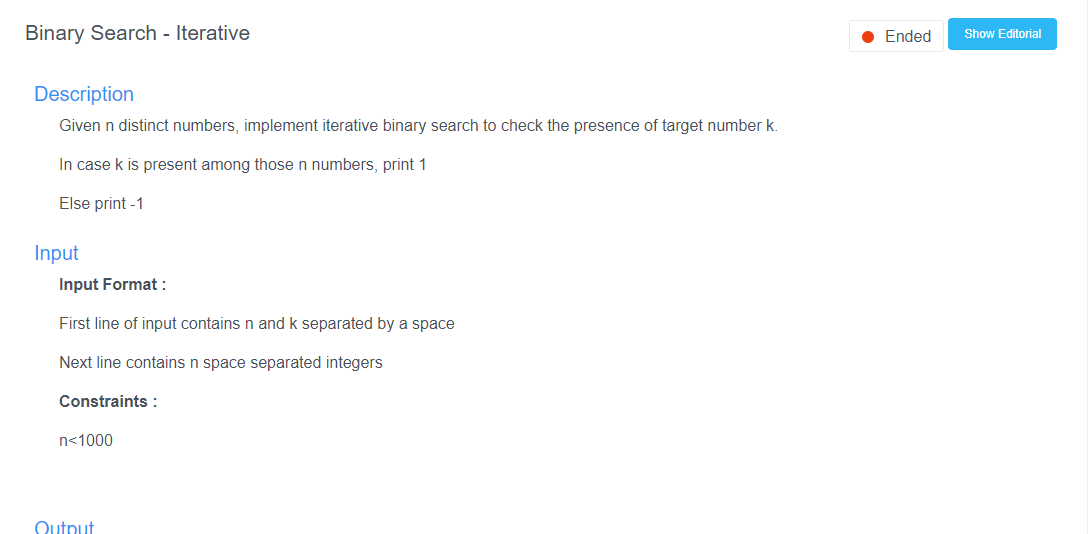 Binary Search - Iterative
Ended
Show Editorial
Description
Given n distinct numbers, implement iterative binary search to check the presence of target number k.
In case k is present among those n numbers, print 1
Else print -1
Input
Input Format :
First line of input contains n and k separated by a space
Next line contains n space separated integers
Constraints :
n<1000
Output